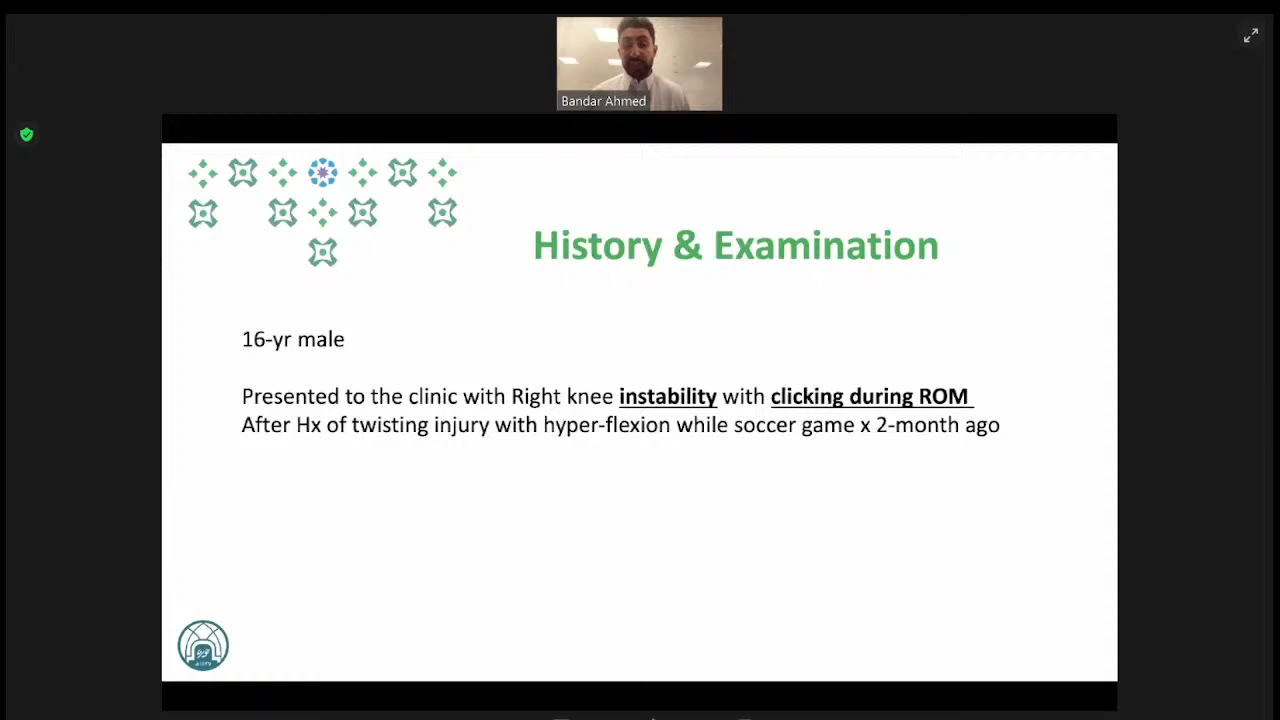 Bandar Ahmed
History & Examination
16-yr male
Presented to the clinic with Right knee instability with clicking during ROM
After Hx of twisting injury with hyper-flexion while soccer game x 2-month ago